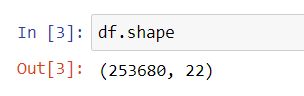 In [3]: df.shape
Out[3]: (253680, 22)